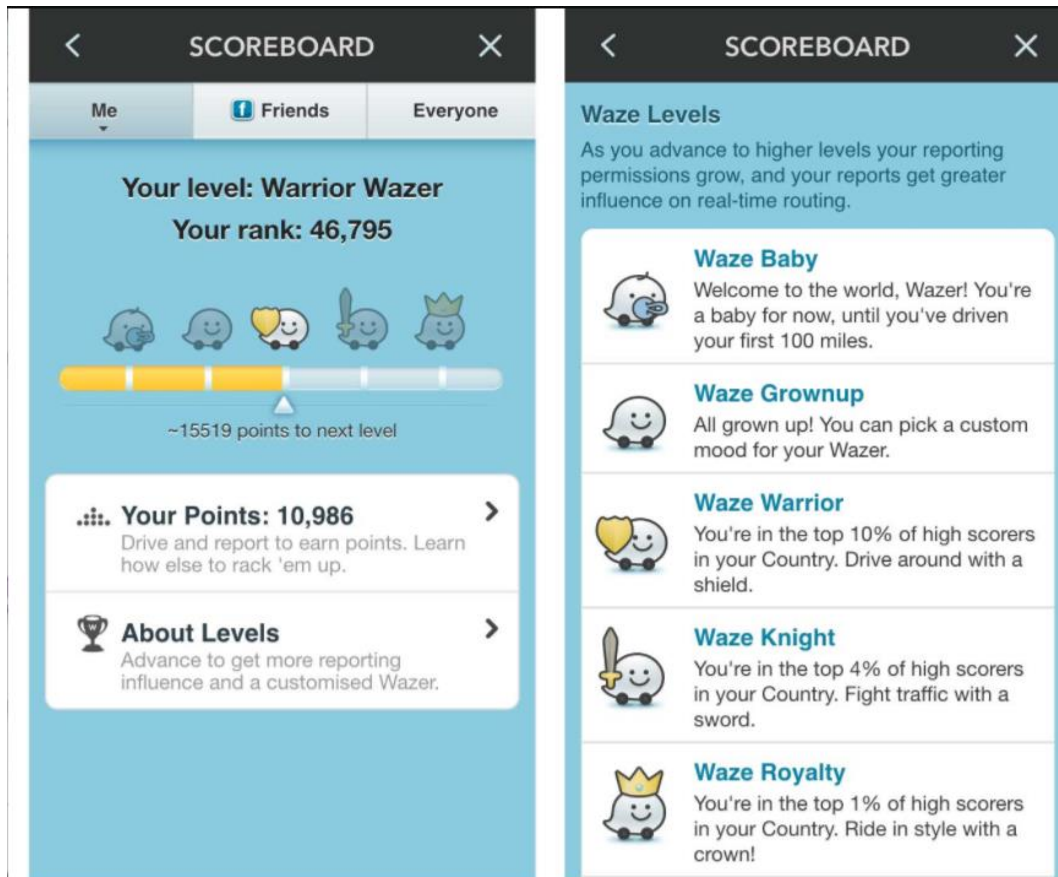 SCOREBOARD
Me
Friends
Everyone
Your level: Warrior Wazer
Your rank: 46,795
~15519 points to next level
Your Points: 10,986
Drive and report to earn points. Learn
how else to rack 'em up.
About Levels
Advance to get more reporting
influence and a customised Wazer.
SCOREBOARD
Waze Levels
As you advance to higher levels your reporting
permissions grow, and your reports get greater
influence on real-time routing.
Waze Baby
Welcome to the world, Wazer! You're
a baby for now, until you've driven
your first 100 miles.
Waze Grownup
All grown up! You can pick a custom
mood for your Wazer.
Waze Warrior
You're in the top 10% of high scorers
in your Country. Drive around with a
shield.
Waze Knight
You're in the top 4% of high scorers
in your Country. Fight traffic with a
sword.
Waze Royalty
You're in the top 1% of high scorers
in your Country. Ride in style with a
crown!